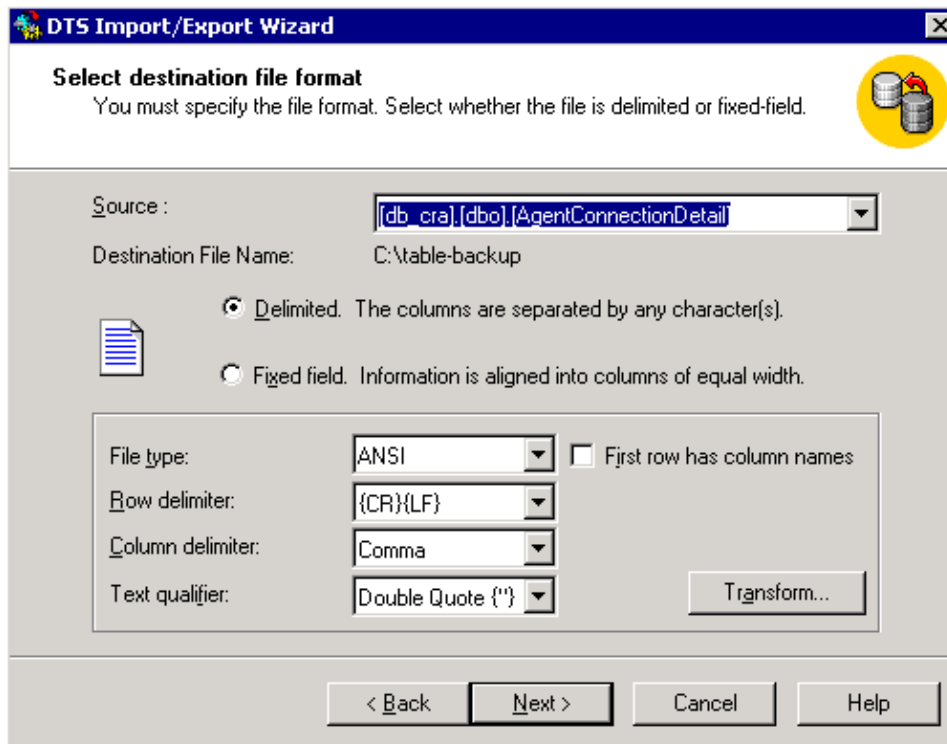 DTS Import/Export Wizard
Select destination file format
You must specify the file format. Select whether the file is delimited or fixed-field.
Source :
[db_cra].[dbo].[AgentConnectionDetail]
Destination File Name:
C:\table-backup
Delimited. The columns are separated by any character(s).
Fixed field. Information is aligned into columns of equal width.
File type:
ANSI
First row has column names
Row delimiter:
{CR}{LF}
Column delimiter:
Comma
Text qualifier:
Double Quote {"}
Transform...
< Back
Next >
Cancel
Help